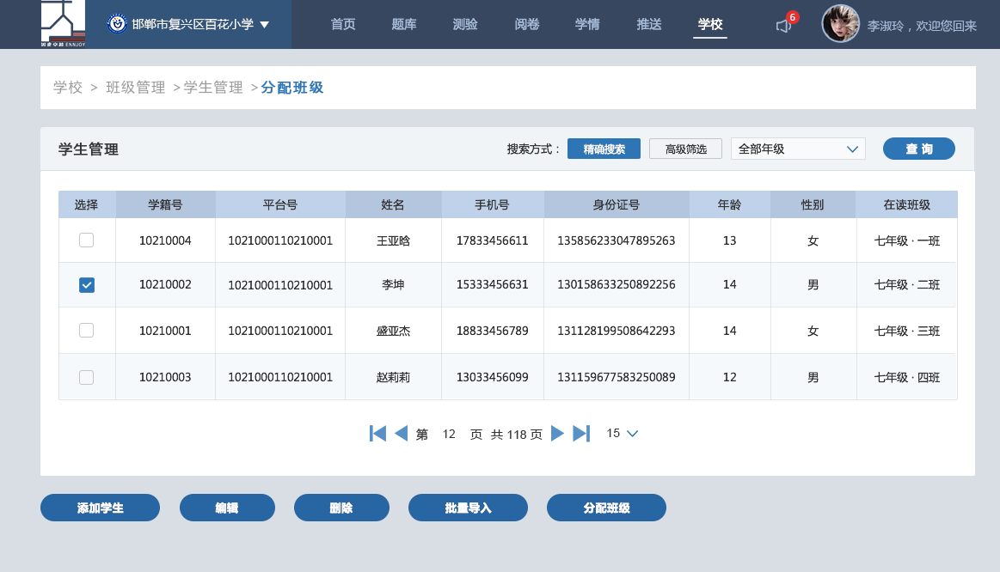 邯郸市复兴区百花小学 首页 题库 测验 阅卷 学情 推送 学校 6 李淑玲，欢迎您回来
学校 > 班级管理 >学生管理 >分配班级
学生管理 搜索方式： 精确搜索 高级筛选 全部年级 查询
选择 学籍号 平台号 姓名 手机号 身份证号 年龄 性别 在读班级
10210004 1021000110210001 王亚晗 17833456611 135856233047895263 13 女 七年级·一班
10210002 1021000110210001 李坤 15333456631 130158633250892256 14 男 七年级·二班
10210001 1021000110210001 盛亚杰 18833456789 131128199508642293 14 女 七年级·三班
10210003 1021000110210001 赵莉莉 13033456099 131159677583250089 12 男 七年级·四班
第 12 页 共 118 页 15
添加学生 编辑 删除 批量导入 分配班级